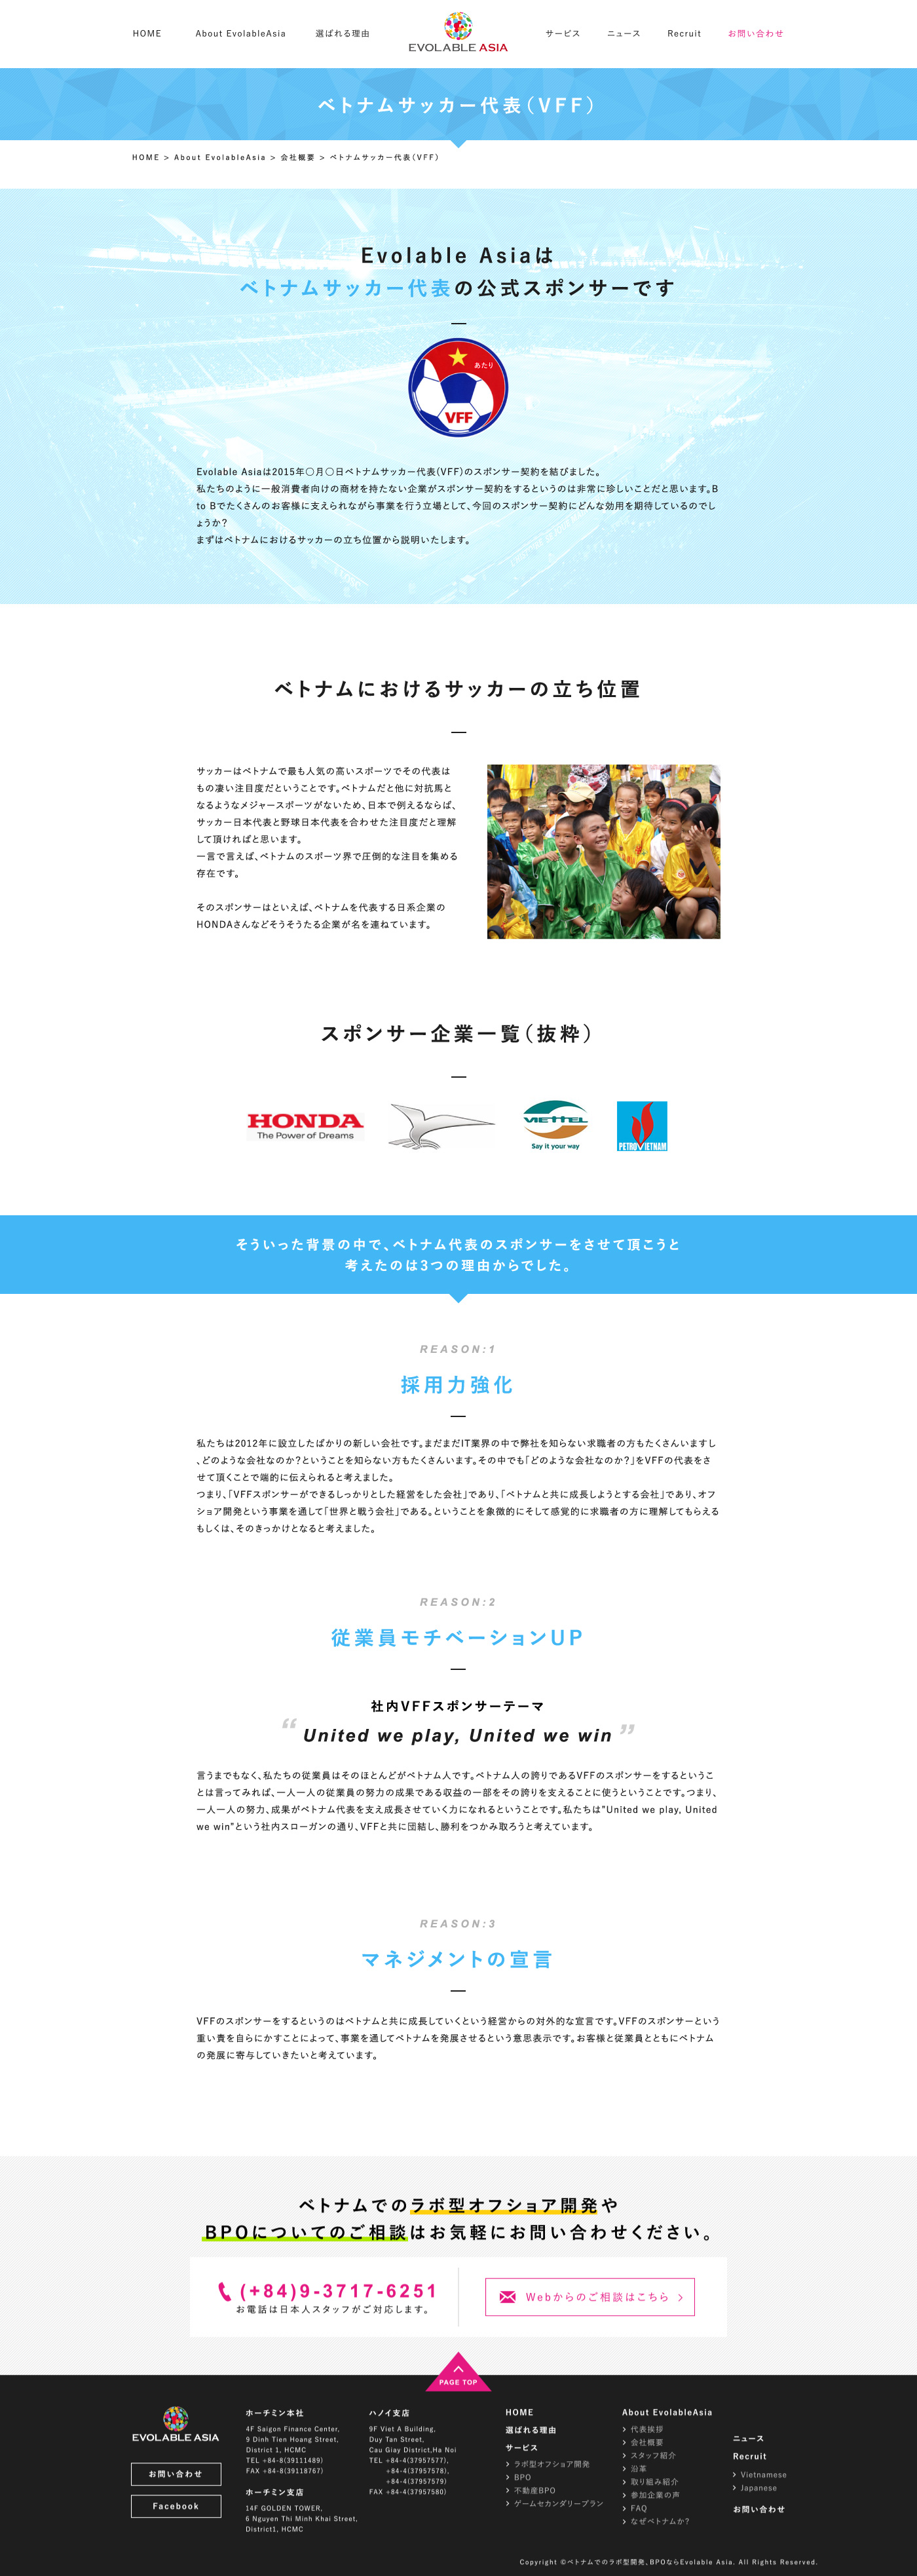 HOME
About EvolableAsia
選ばれる理由
EVOLABLE ASIA
サービス
ニュース
Recruit
お問い合わせ
ベトナムサッカー代表（VFF）
HOME > About EvolableAsia > 会社概要 > ベトナムサッカー代表（VFF）
Evolable Asiaは
ベトナムサッカー代表の公式スポンサーです
あたり
VFF
Evolable Asiaは2015年〇月〇日ベトナムサッカー代表（VFF）のスポンサー契約を結びました。
私たちのように一般消費者向けの商材を持たない企業がスポンサー契約をするというのは非常に珍しいことだと思います。B
to Bでたくさんのお客様に支えられながら事業を行う立場として、今回のスポンサー契約にどんな効用を期待しているのでし
ょうか？
まずはベトナムにおけるサッカーの立ち位置から説明いたします。
ベトナムにおけるサッカーの立ち位置
サッカーはベトナムで最も人気の高いスポーツでその代表は
もの凄い注目度だということです。ベトナムだと他に対抗馬と
なるようなメジャースポーツがないため、日本で例えるならば、
サッカー日本代表と野球日本代表を合わせた注目度だと理解
して頂ければと思います。
一言で言えば、ベトナムのスポーツ界で圧倒的な注目を集める
存在です。
そのスポンサーはといえば、ベトナムを代表する日系企業の
HONDAさんなどそうそうたる企業が名を連ねています。
スポンサー企業一覧（抜粋）
HONDA
The Power of Dreams
VIETTEL
Say it your way
PETROVIETNAM
そういった背景の中で、ベトナム代表のスポンサーをさせて頂こうと
考えたのは3つの理由からでした。
REASON:1
採用力強化
私たちは2012年に設立したばかりの新しい会社です。まだまだIT業界の中で弊社を知らない求職者の方もたくさんいますし
、どのような会社なのか？ということを知らない方もたくさんいます。その中でも「どのような会社なのか？」をVFFの代表をさ
せて頂くことで端的に伝えられると考えました。
つまり、「VFFスポンサーができるしっかりとした経営をした会社」であり、「ベトナムと共に成長しようとする会社」であり、オフ
ショア開発という事業を通して「世界と戦う会社」である。ということを象徴的にそして感覚的に求職者の方に理解してもらえる
もしくは、そのきっかけとなると考えました。
REASON:2
従業員モチベーションUP
社内VFFスポンサーテーマ
“ United we play, United we win ”
言うまでもなく、私たちの従業員はそのほとんどがベトナム人です。ベトナム人の誇りであるVFFのスポンサーをするというこ
とは言ってみれば、一人一人の従業員の努力の成果である収益の一部をその誇りを支えることに使うということです。つまり、
一人一人の努力、成果がベトナム代表を支え成長させていく力になれるということです。私たちは"United we play, United
we win"という社内スローガンの通り、VFFと共に団結し、勝利をつかみ取ろうと考えています。
REASON:3
マネジメントの宣言
VFFのスポンサーをするというのはベトナムと共に成長していくという経営からの対外的な宣言です。VFFのスポンサーという
重い責を自らにかすことによって、事業を通してベトナムを発展させるという意思表示です。お客様と従業員とともにベトナム
の発展に寄与していきたいと考えています。
ベトナムでのラボ型オフショア開発や
BPOについてのご相談はお気軽にお問い合わせください。
(+84)9-3717-6251
お電話は日本人スタッフがご対応します。
Webからのご相談はこちら
PAGE TOP
EVOLABLE ASIA
お問い合わせ
Facebook
ホーチミン本社
4F Saigon Finance Center,
9 Dinh Tien Hoang Street,
District 1, HCMC
TEL +84-8(39111489)
FAX +84-8(39118767)
ホーチミン支店
14F GOLDEN TOWER,
6 Nguyen Thi Minh Khai Street,
District1, HCMC
ハノイ支店
9F Viet A Building,
Duy Tan Street,
Cau Giay District,Ha Noi
TEL +84-4(37957577),
+84-4(37957578),
+84-4(37957579)
FAX +84-4(37957580)
HOME
選ばれる理由
サービス
ラボ型オフショア開発
BPO
不動産BPO
ゲームセカンダリープラン
About EvolableAsia
代表挨拶
会社概要
スタッフ紹介
沿革
取り組み紹介
参加企業の声
FAQ
なぜベトナムか？
ニュース
Recruit
Vietnamese
Japanese
お問い合わせ
Copyright ©ベトナムでのラボ型開発、BPOならEvolable Asia. All Rights Reserved.